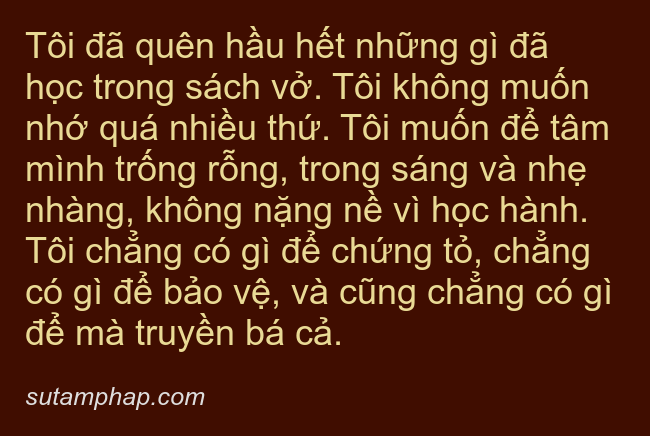 Tôi đã quên hầu hết những gì đã
học trong sách vở. Tôi không muốn
nhớ quá nhiều thứ. Tôi muốn để tâm
mình trống rỗng, trong sáng và nhẹ
nhàng, không nặng nề vì học hành.
Tôi chẳng có gì để chứng tỏ, chẳng
có gì để bảo vệ, và cũng chẳng có gì
để mà truyền bá cả.
sutamphap.com